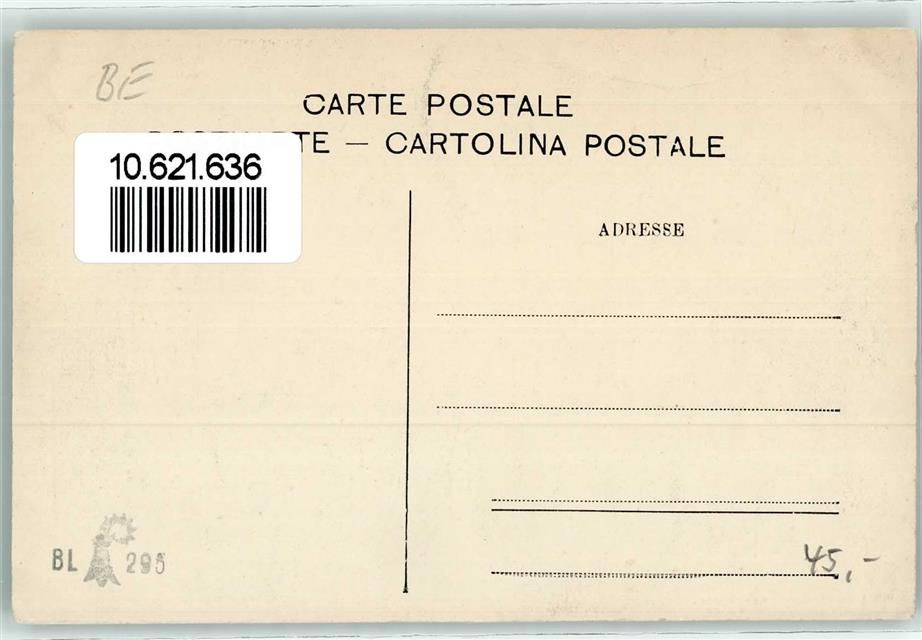 BE
CARTE POSTALE
TE — CARTOLINA POSTALE
10.621.636
ADRESSE
45,-
BL 295